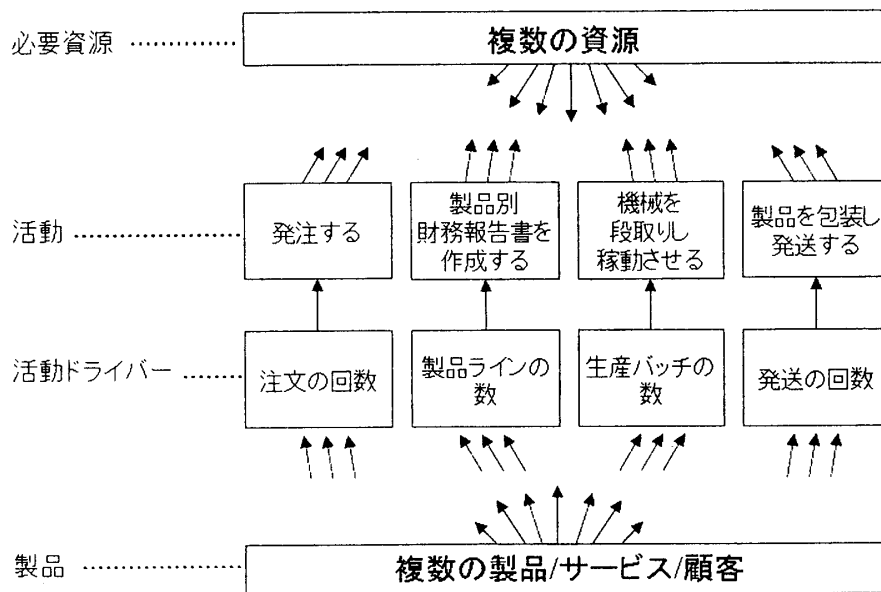 必要資源 ‥‥‥‥‥
複数の資源
活動 ‥‥‥‥‥‥
発注する
製品別
財務報告書を
作成する
機械を
段取りし
稼動させる
製品を包装し
発送する
活動ドライバー ‥‥‥
注文の回数
製品ラインの
数
生産バッチの
数
発送の回数
製品 ‥‥‥‥‥‥
複数の製品/サービス/顧客